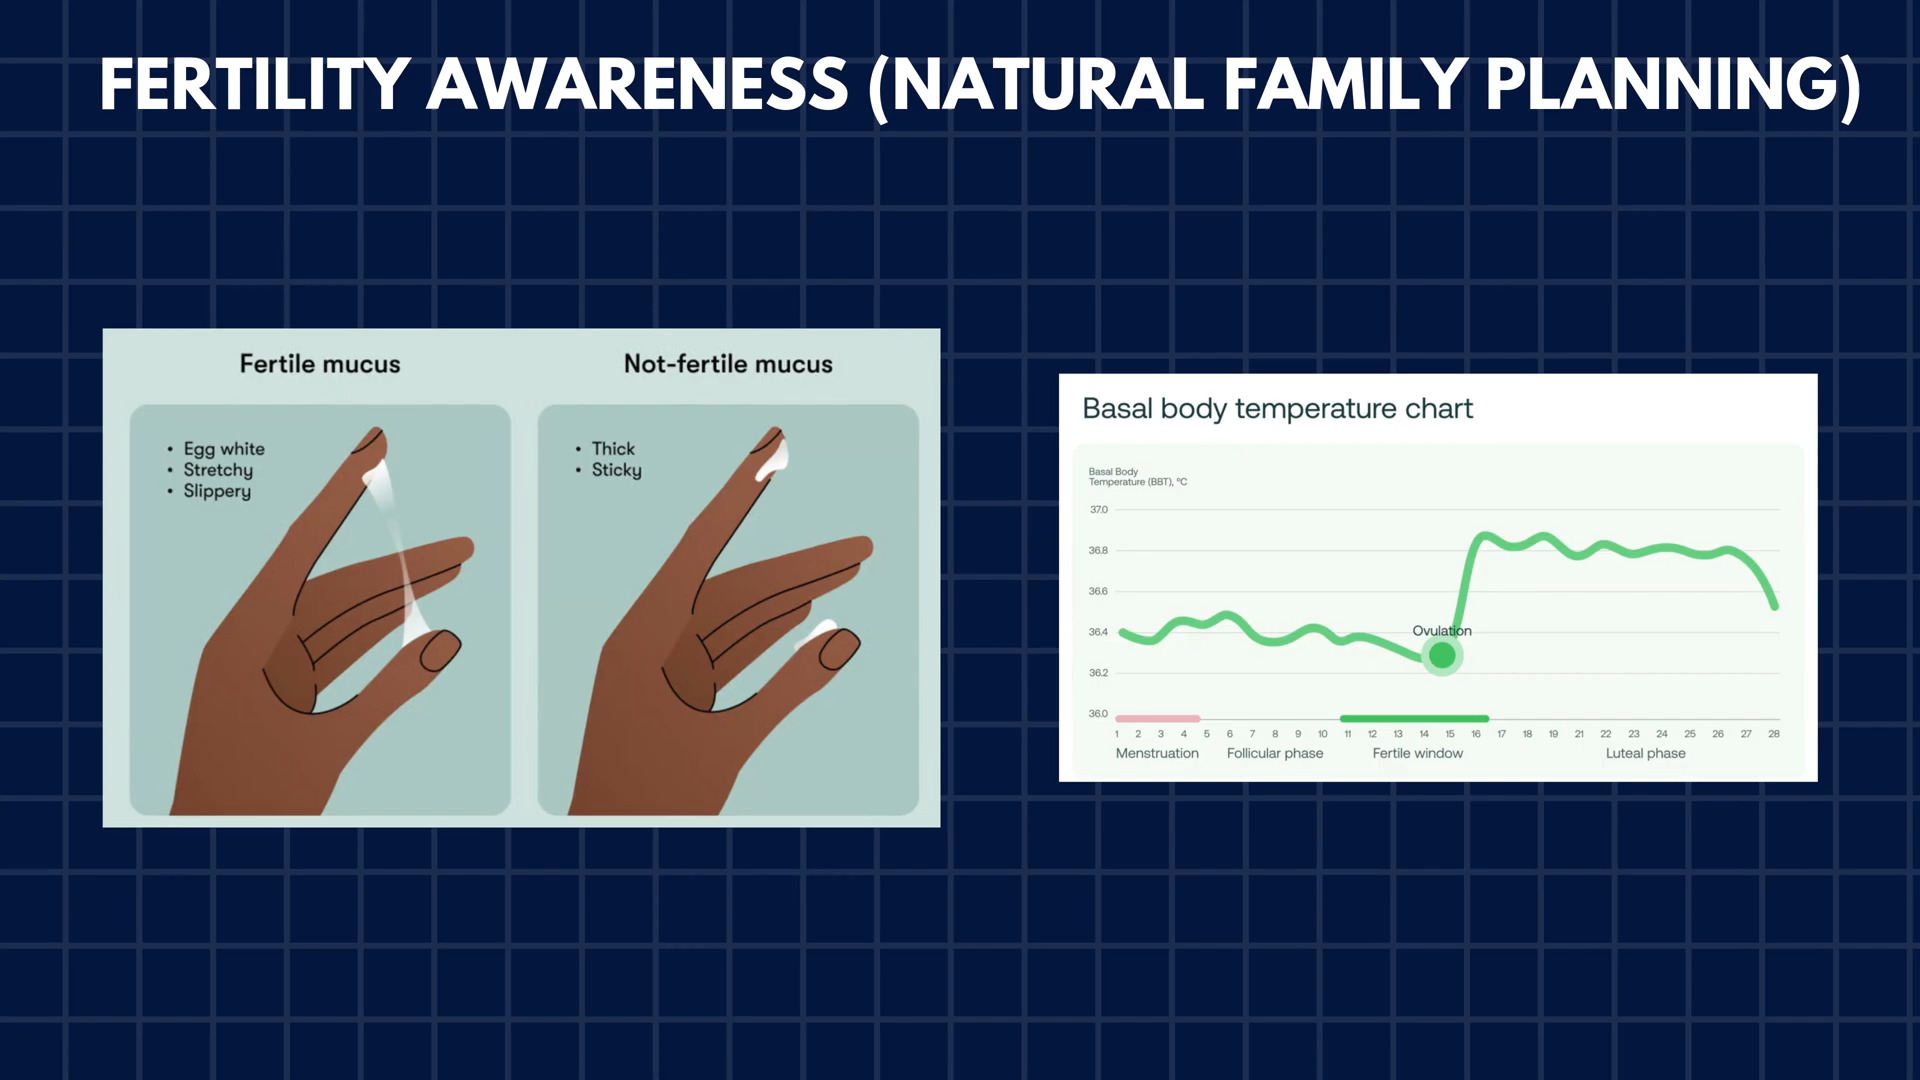 FERTILITY AWARENESS (NATURAL FAMILY PLANNING)
Fertile mucus
• Egg white
• Stretchy
• Slippery
Not-fertile mucus
• Thick
• Sticky
Basal body temperature chart
Basal Body
Temperature (BBT), °C
37.0
36.8
36.6
36.4
36.2
36.0
Ovulation
1 2 3 4 5 6 7 8 9 10 11 12 13 14 15 16 17 18 19 21 22 23 24 25 26 27 28
Menstruation Follicular phase Fertile window Luteal phase